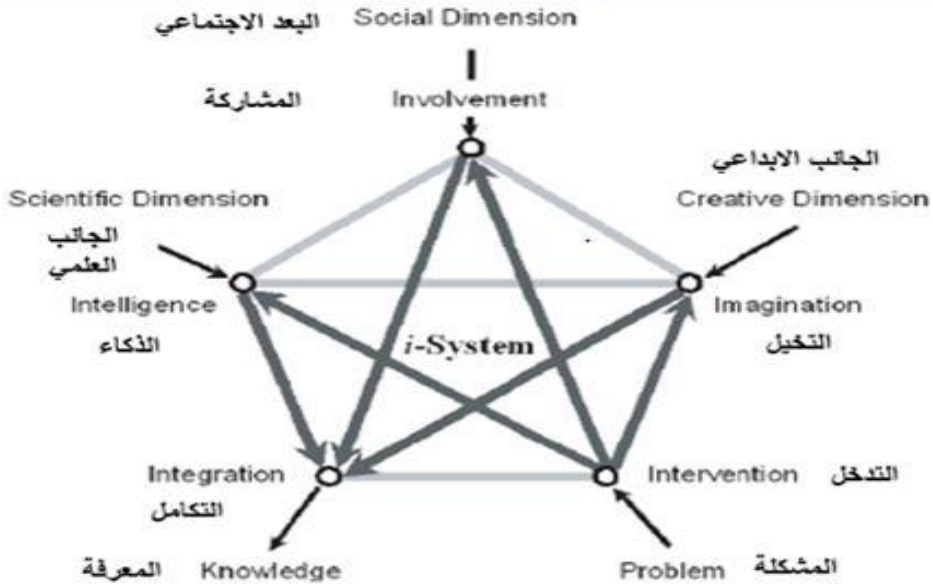 البعد الاجتماعي Social Dimension
المشاركة Involvement
الجانب الابداعي
Scientific Dimension Creative Dimension
الجانب
العلمي
Intelligence Imagination
الذكاء i-System التخيل
Integration Intervention التدخل
التكامل
المعرفة Knowledge Problem المشكلة